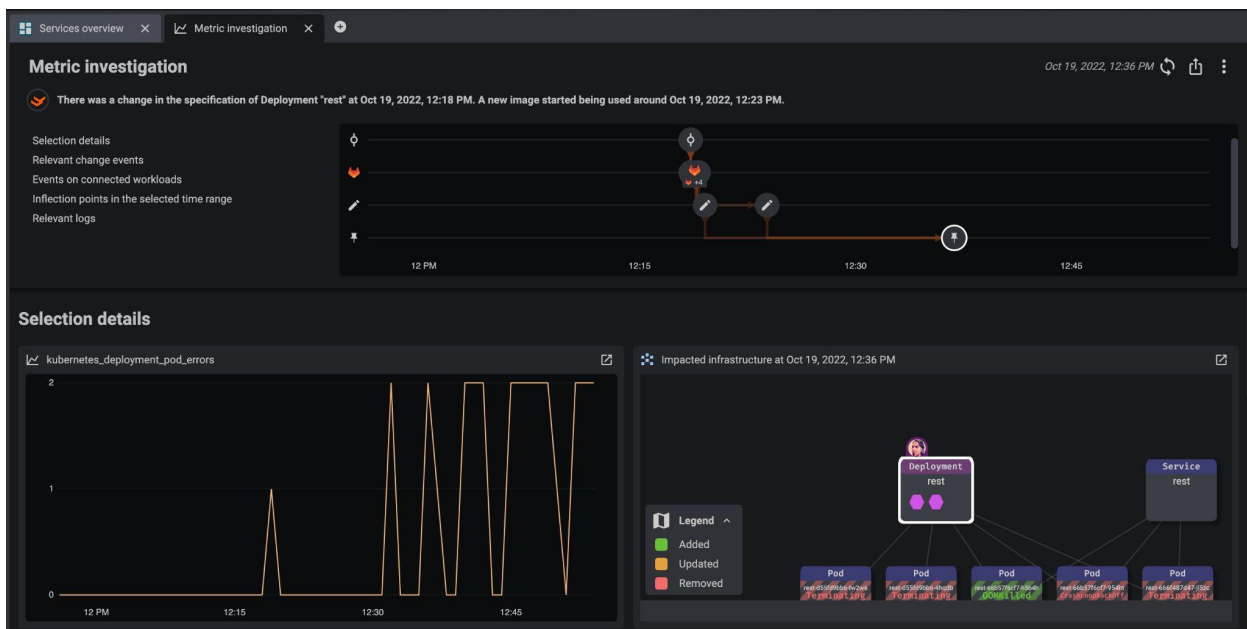 Services overview
Metric investigation
Metric investigation
Oct 19, 2022, 12:36 PM
There was a change in the specification of Deployment "rest" at Oct 19, 2022, 12:18 PM. A new image started being used around Oct 19, 2022, 12:23 PM.
Selection details
Relevant change events
Events on connected workloads
Inflection points in the selected time range
Relevant logs
+4
12 PM 12:15 12:30 12:45
Selection details
kubernetes_deployment_pod_errors
2
1
0
12 PM 12:15 12:30 12:45
Impacted infrastructure at Oct 19, 2022, 12:36 PM
Deployment
rest
Service
rest
Legend
Added
Updated
Removed
Pod Pod Pod Pod Pod
Terminating Terminating OOMKilled CrashLoopBackOff Terminating